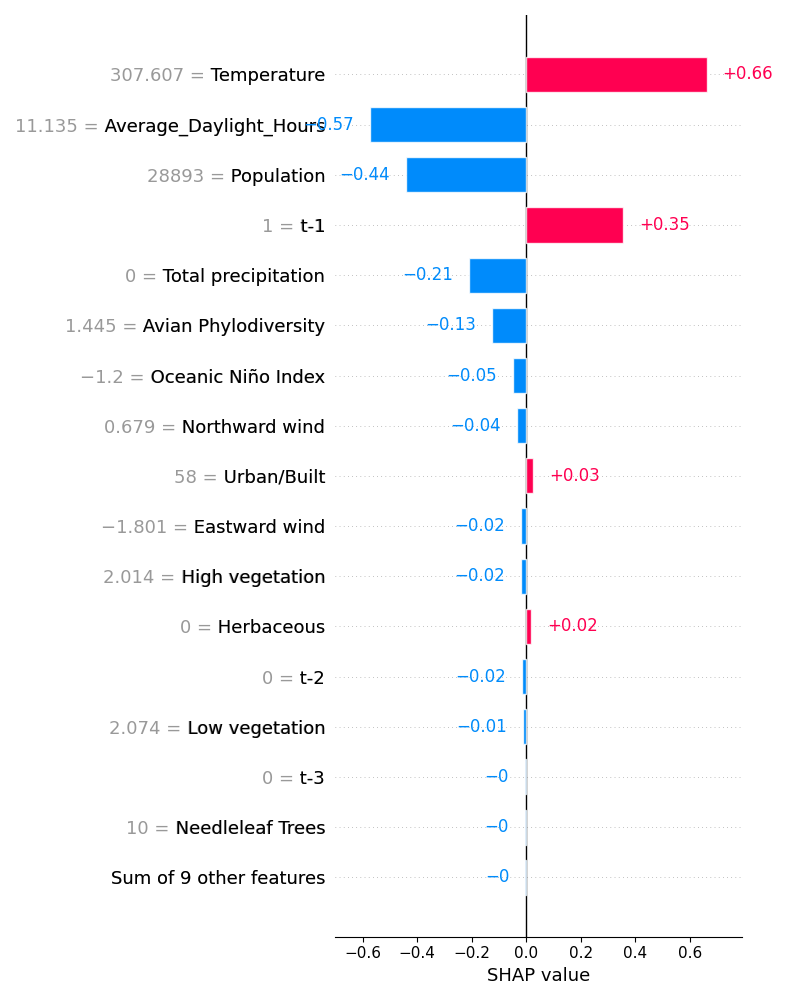 307.607 = Temperature +0.66
11.135 = Average_Daylight_Hours −0.57
28893 = Population −0.44
1 = t-1 +0.35
0 = Total precipitation −0.21
1.445 = Avian Phylodiversity −0.13
−1.2 = Oceanic Niño Index −0.05
0.679 = Northward wind −0.04
58 = Urban/Built +0.03
−1.801 = Eastward wind −0.02
2.014 = High vegetation −0.02
0 = Herbaceous +0.02
0 = t-2 −0.02
2.074 = Low vegetation −0.01
0 = t-3 −0
10 = Needleleaf Trees −0
Sum of 9 other features −0
−0.6 −0.4 −0.2 0.0 0.2 0.4 0.6
SHAP value